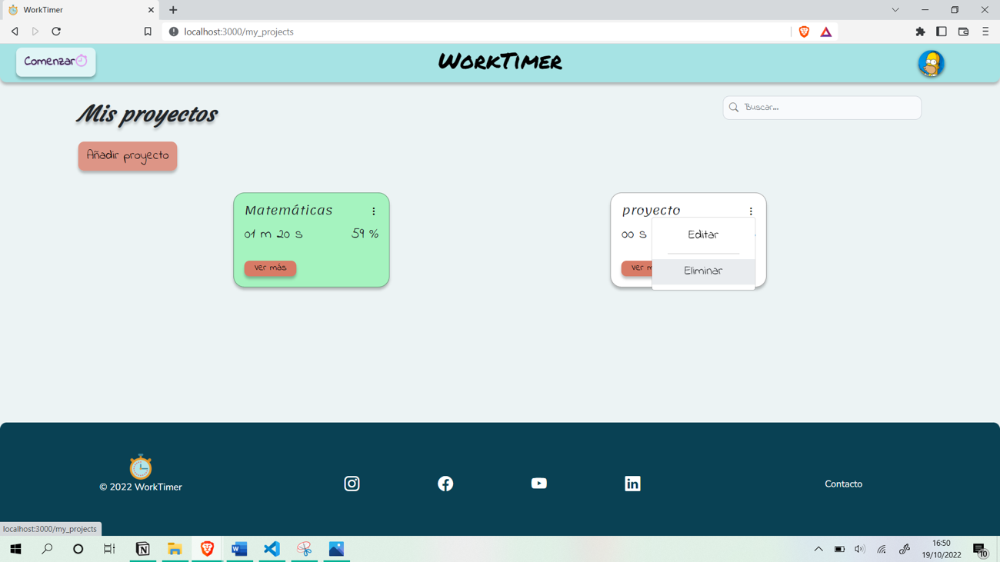 WorkTimer
localhost:3000/my_projects
Comenzar
WorkTimer
Mis proyectos
Buscar...
Añadir proyecto
Matemáticas
01 m 20 s 59 %
ver más
proyecto
00 s
ver m
Editar
Eliminar
© 2022 WorkTimer
Contacto
localhost:3000/my_projects
16:50
19/10/2022
10